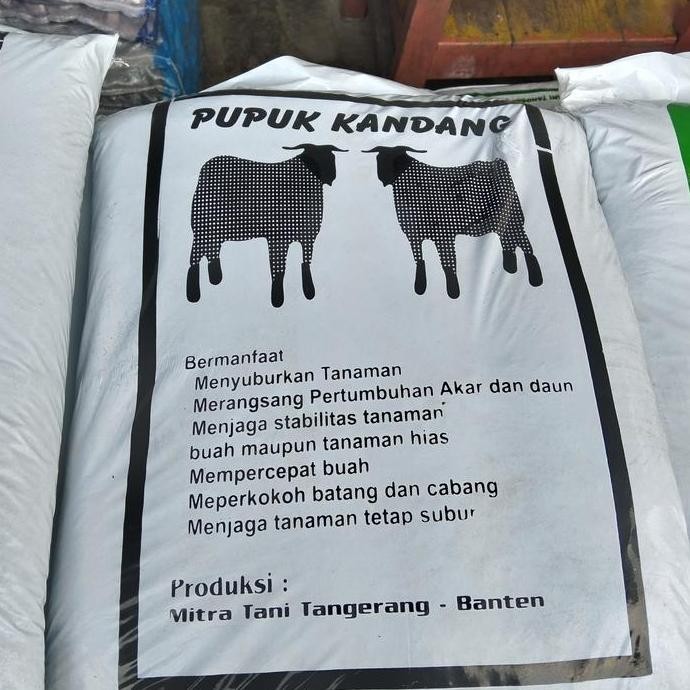 PUPUK KANDANG
Bermanfaat
Menyuburkan Tanaman
Merangsang Pertumbuhan Akar dan daun
Menjaga stabilitas tanaman
buah maupun tanaman hias
Mempercepat buah
Meperkokoh batang dan cabang
Menjaga tanaman tetap subur
Produksi :
Mitra Tani Tangerang - Banten